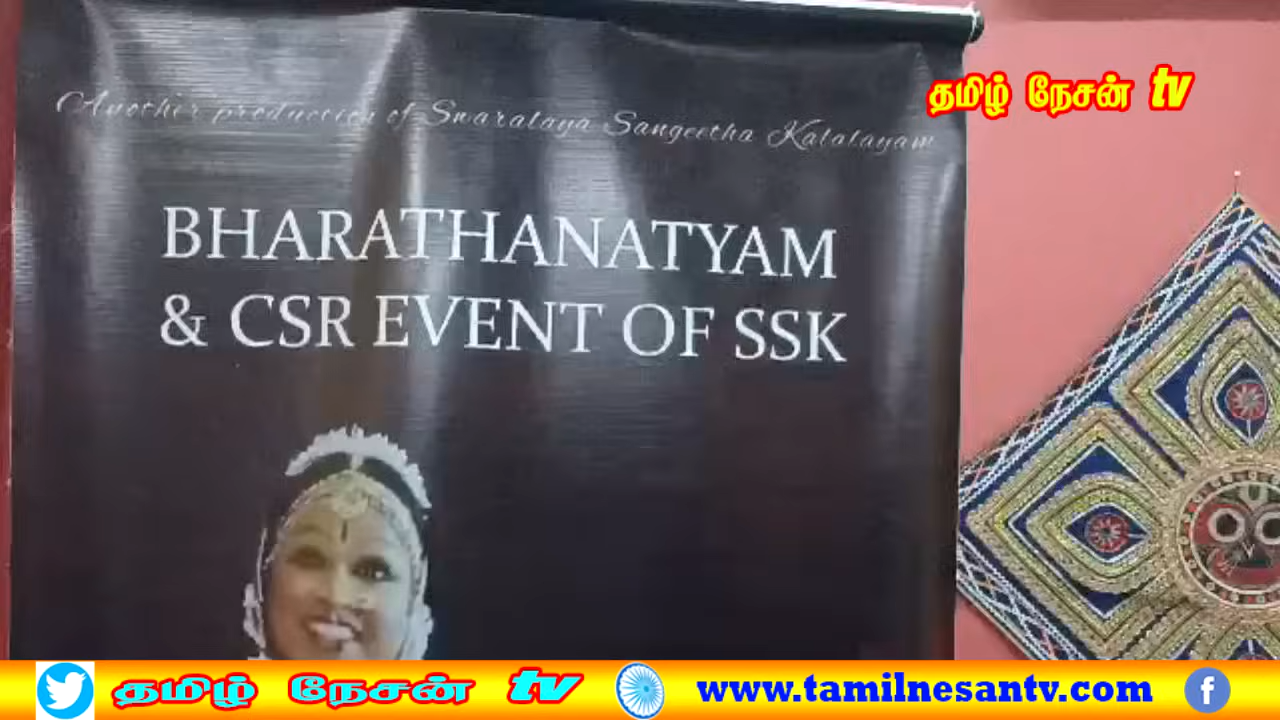 Another production of Swaralaya Sangeetha Kalalayam
தமிழ் நேசன் tv
BHARATHANATYAM
& CSR EVENT OF SSK
தமிழ் நேசன் tv
www.tamilnesantv.com